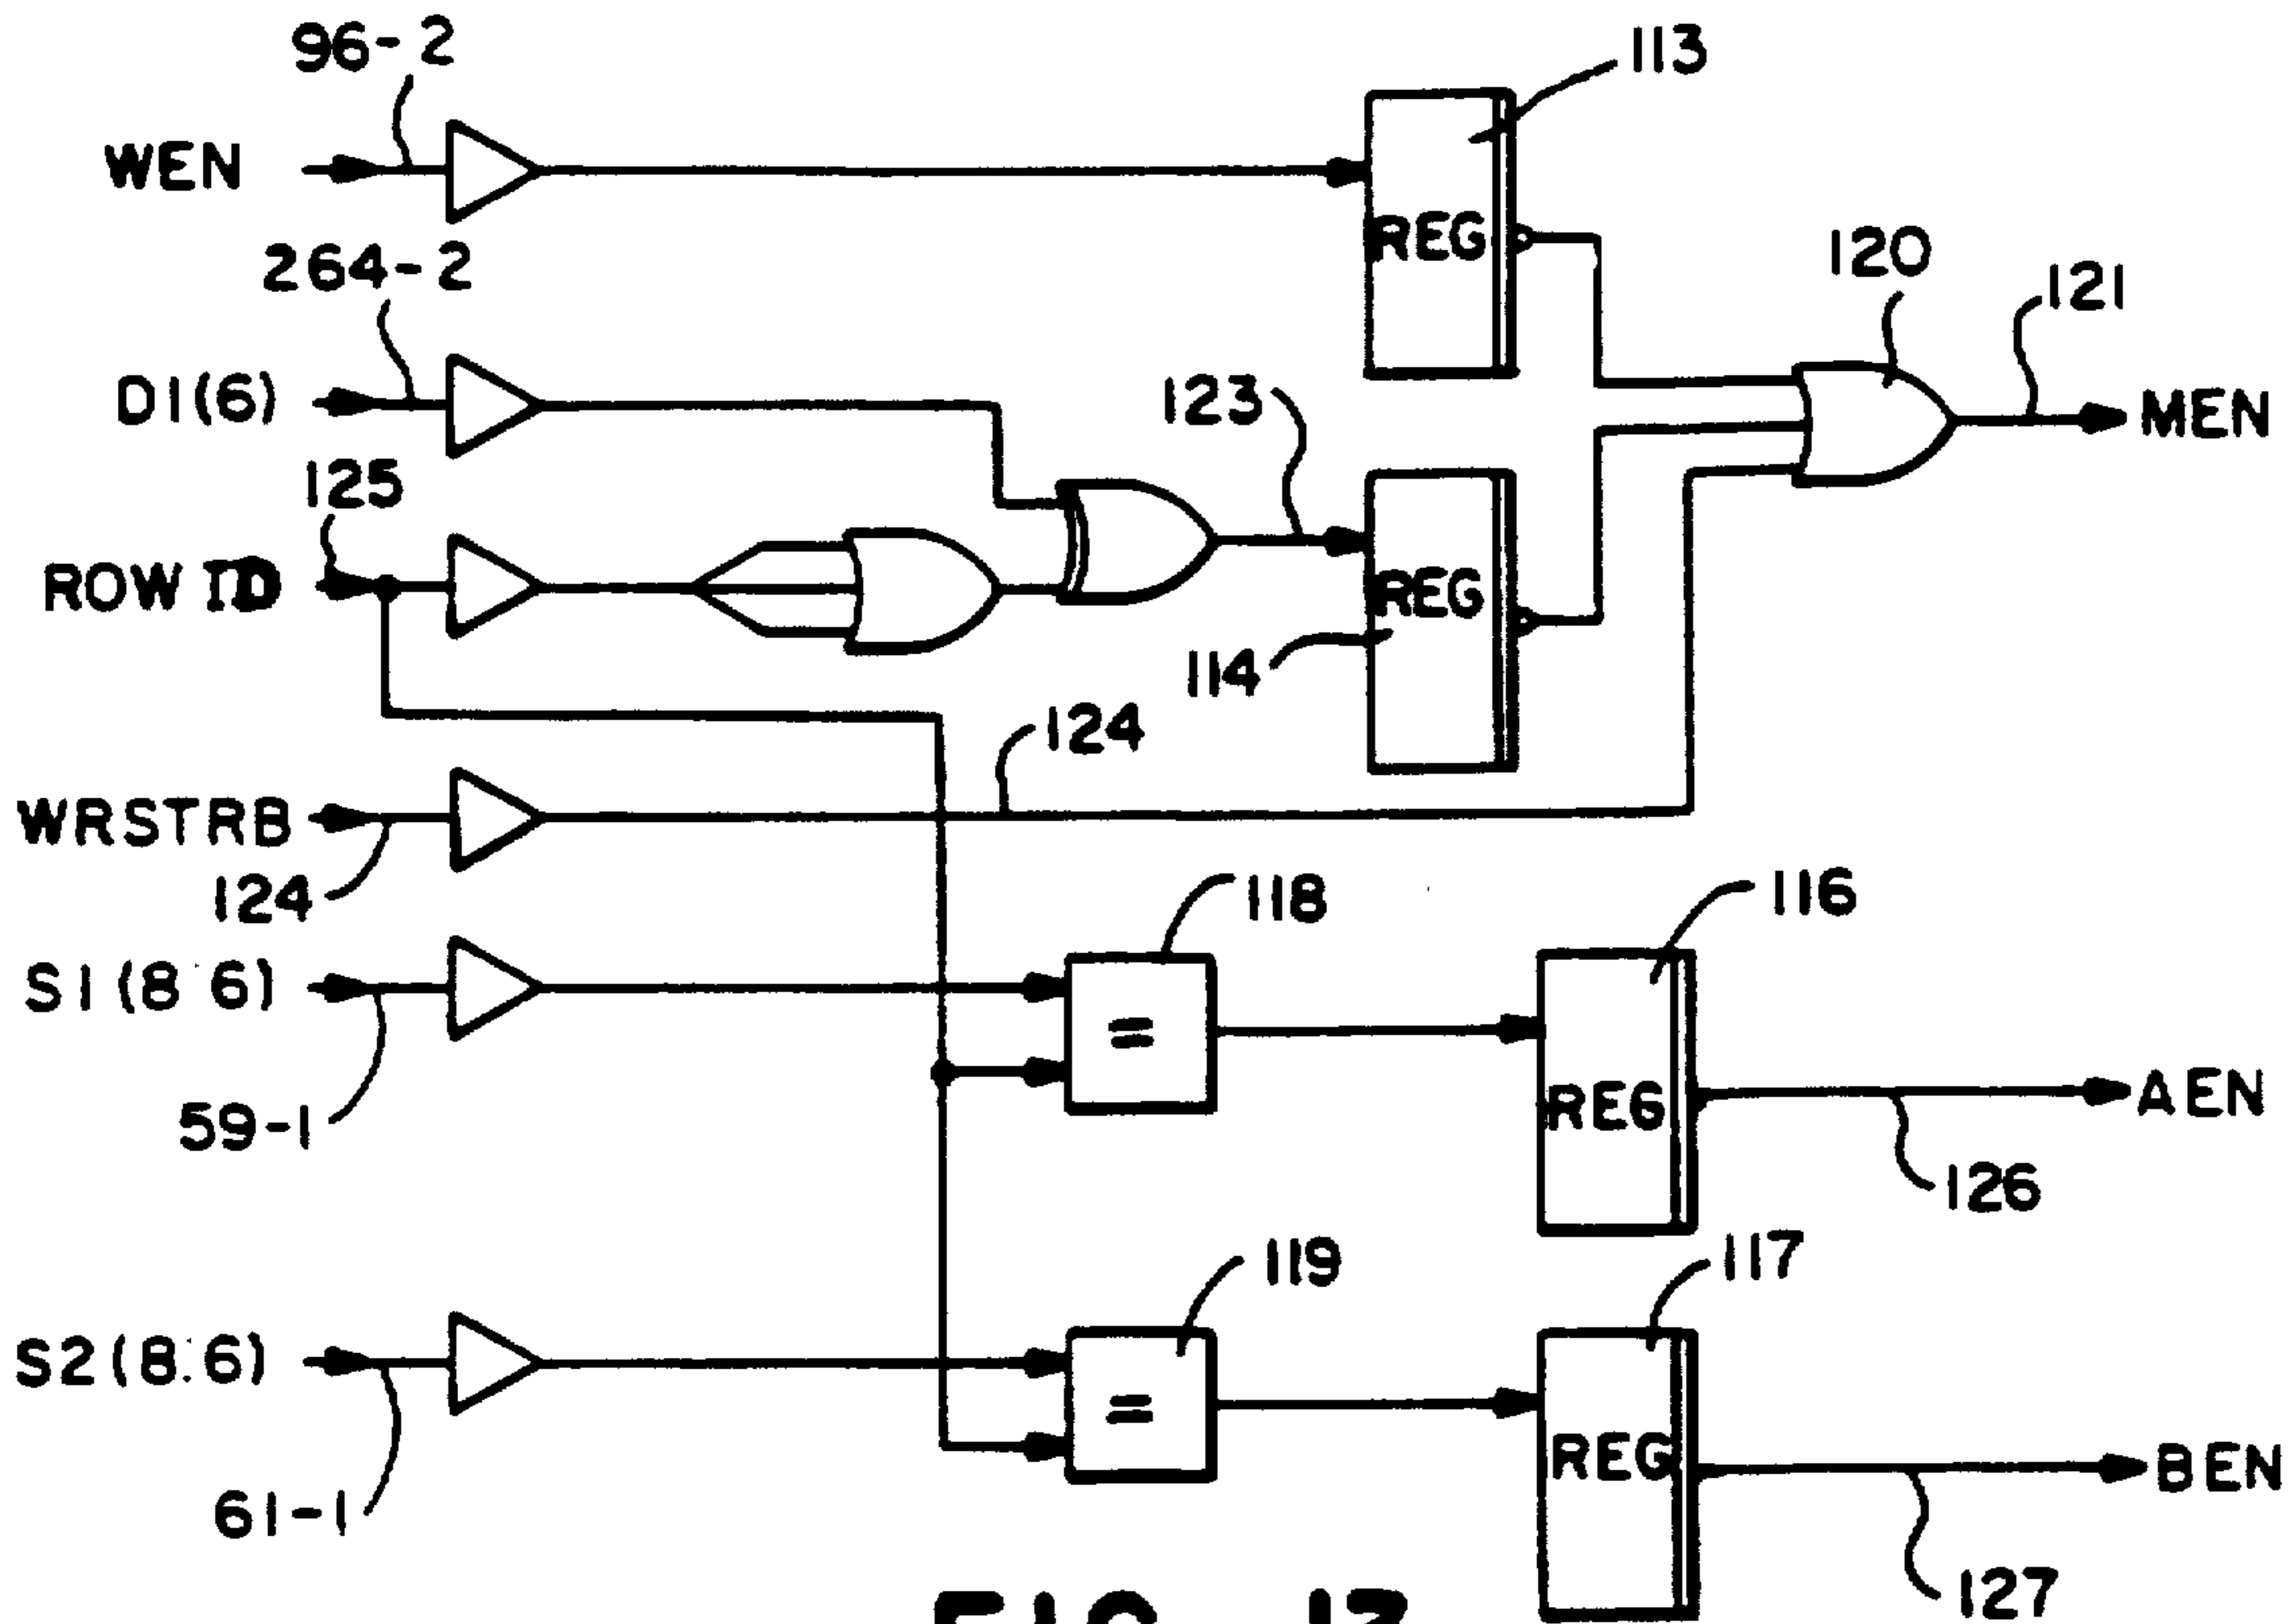 96-2
113
WEN
REG
264-2
120
121
D1(6)
123
MEN
125
ROW ID
REG
114
124
WRSTRB
124
118
116
S1(8 6)
=
REG
AEN
59-1
126
119
117
S2(8:6)
=
REG
BEN
61-1
127